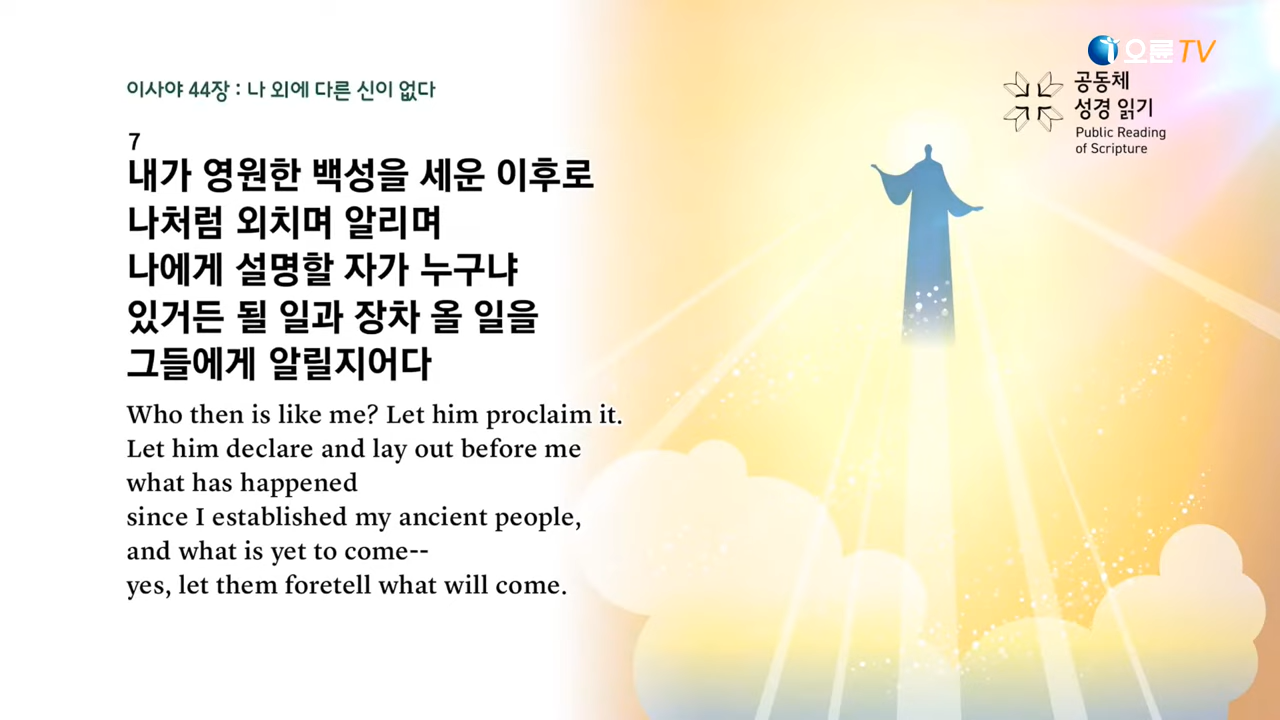 오륜TV
이사야 44장 : 나 외에 다른 신이 없다
공동체
성경 읽기
Public Reading
of Scripture
7
내가 영원한 백성을 세운 이후로
나처럼 외치며 알리며
나에게 설명할 자가 누구냐
있거든 될 일과 장차 올 일을
그들에게 알릴지어다
Who then is like me? Let him proclaim it.
Let him declare and lay out before me
what has happened
since I established my ancient people,
and what is yet to come--
yes, let them foretell what will come.